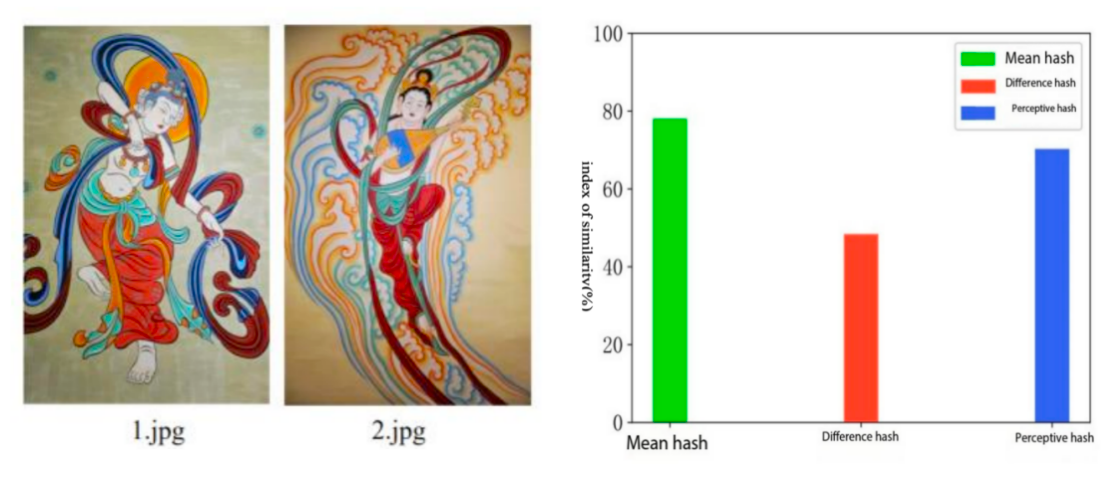 1.jpg
2.jpg
index of similarity(%)
100
80
60
40
20
0
Mean hash
Difference hash
Perceptive hash
Mean hash
Difference hash
Perceptive hash